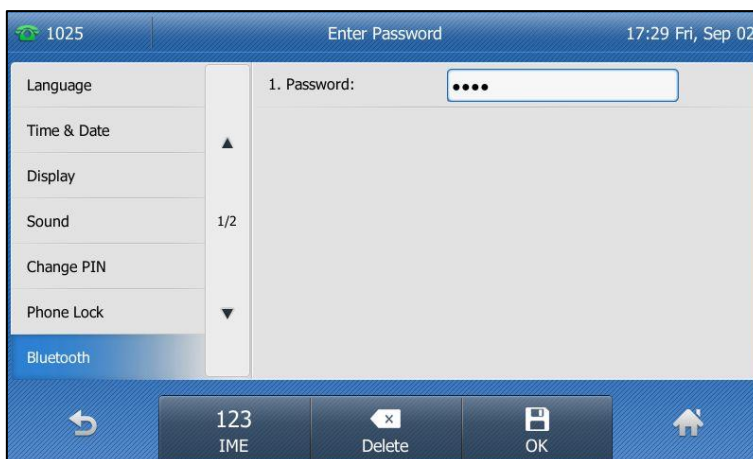 1025 Enter Password 17:29 Fri, Sep 02
Language
1. Password: ••••
Time & Date
Display
Sound
1/2
Change PIN
Phone Lock
Bluetooth
123
IME
Delete
OK